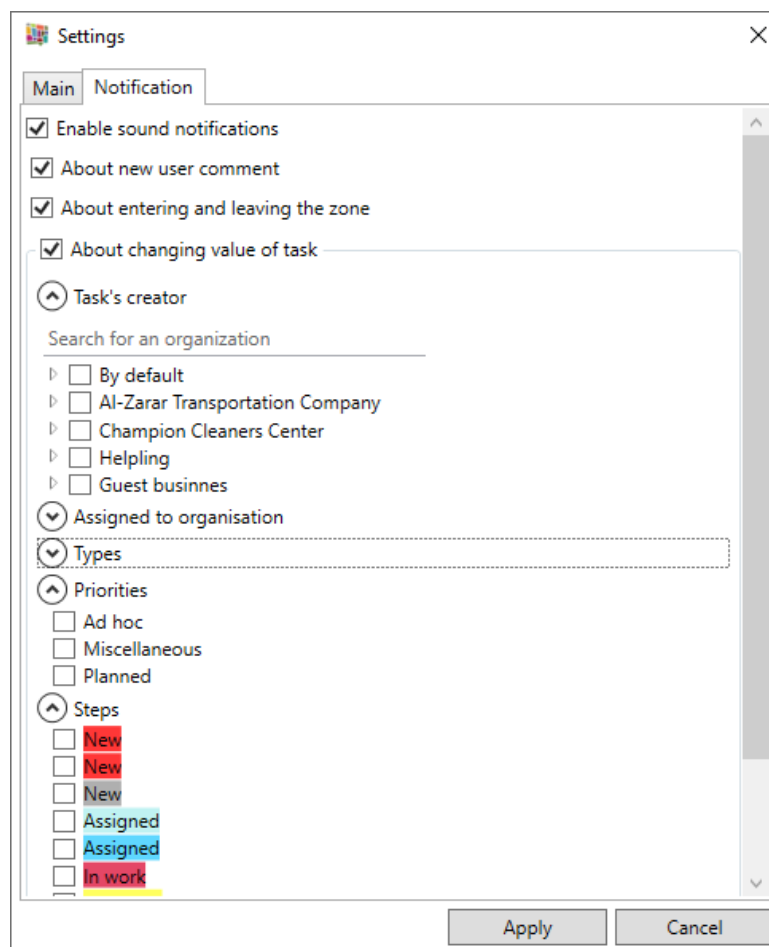 Settings
Main Notification
Enable sound notifications
About new user comment
About entering and leaving the zone
About changing value of task
Task's creator
Search for an organization
By default
Al-Zarar Transportation Company
Champion Cleaners Center
Helpling
Guest businnes
Assigned to organisation
Types
Priorities
Ad hoc
Miscellaneous
Planned
Steps
New
New
New
Assigned
Assigned
In work
Apply Cancel